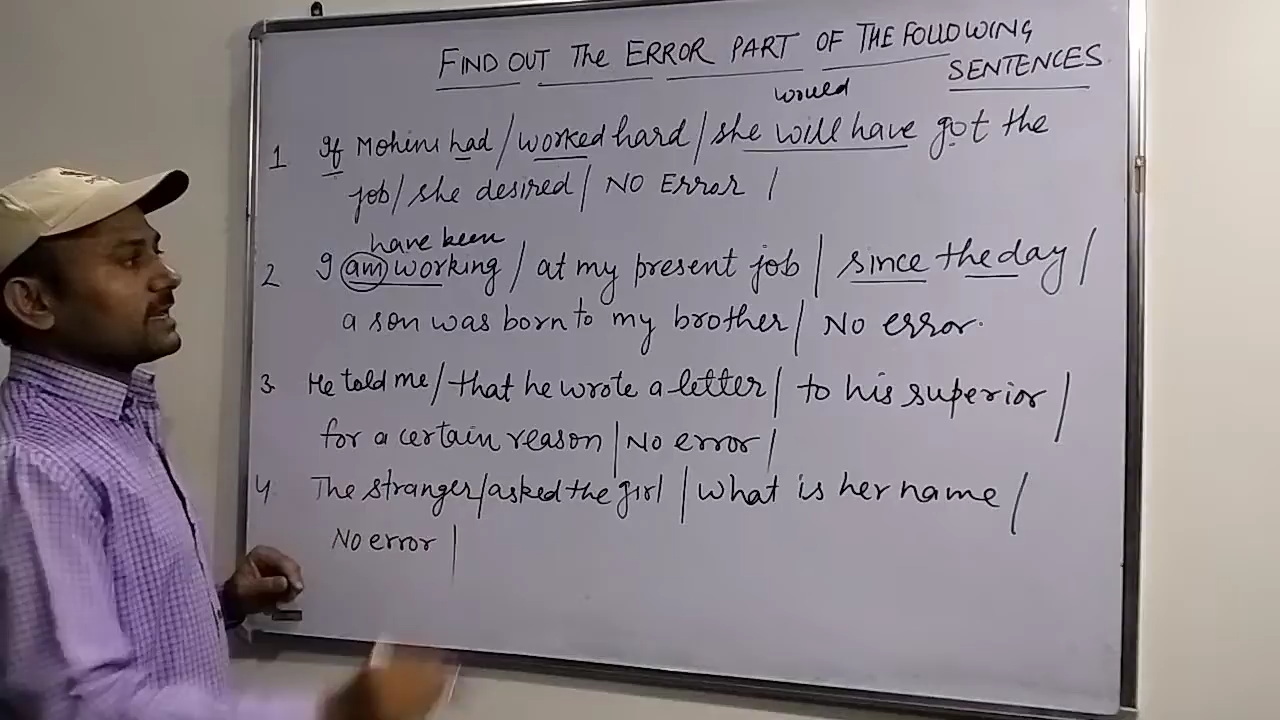 FIND OUT THE ERROR PART OF THE FOLLOWING
SENTENCES
would
1 If Mohini had / worked hard / she will have got the
job / she desired / NO ERROR /
have been
2 I am working / at my present job / since the day /
a son was born to my brother / No error.
3. He told me / that he wrote a letter / to his superior /
for a certain reason / No error /
4. The stranger / asked the girl / what is her name /
No error /